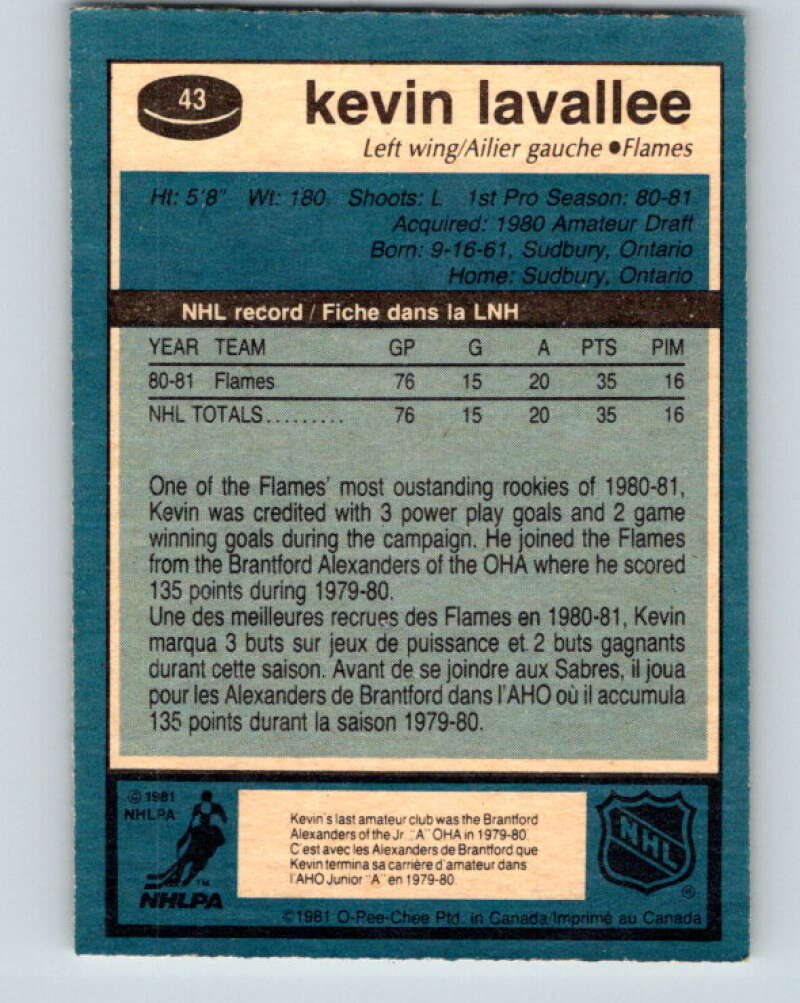 43
kevin lavallee
Left wing/Ailier gauche ●Flames
Ht: 5'8" Wt: 180 Shoots: L 1st Pro Season: 80-81
Acquired: 1980 Amateur Draft
Born: 9-16-61, Sudbury, Ontario
Home: Sudbury, Ontario
NHL record / Fiche dans la LNH
YEAR TEAM GP G A PTS PIM
80-81 Flames 76 15 20 35 16
NHL TOTALS......... 76 15 20 35 16
One of the Flames' most oustanding rookies of 1980-81,
Kevin was credited with 3 power play goals and 2 game
winning goals during the campaign. He joined the Flames
from the Brantford Alexanders of the OHA where he scored
135 points during 1979-80.
Une des meilleures recrues des Flames en 1980-81, Kevin
marqua 3 buts sur jeux de puissance et 2 buts gagnants
durant cette saison. Avant de se joindre aux Sabres, il joua
pour les Alexanders de Brantford dans l'AHO où il accumula
135 points durant la saison 1979-80.
© 1981
NHLPA
NHLPA
TM
Kevin's last amateur club was the Brantford
Alexanders of the Jr. "A" OHA in 1979-80.
C'est avec les Alexanders de Brantford que
Kevin termina sa carrière d'amateur dans
l'AHO Junior "A" en 1979-80.
NHL
®
©1981 O-Pee-Chee Ptd. in Canada/Imprimé au Canada